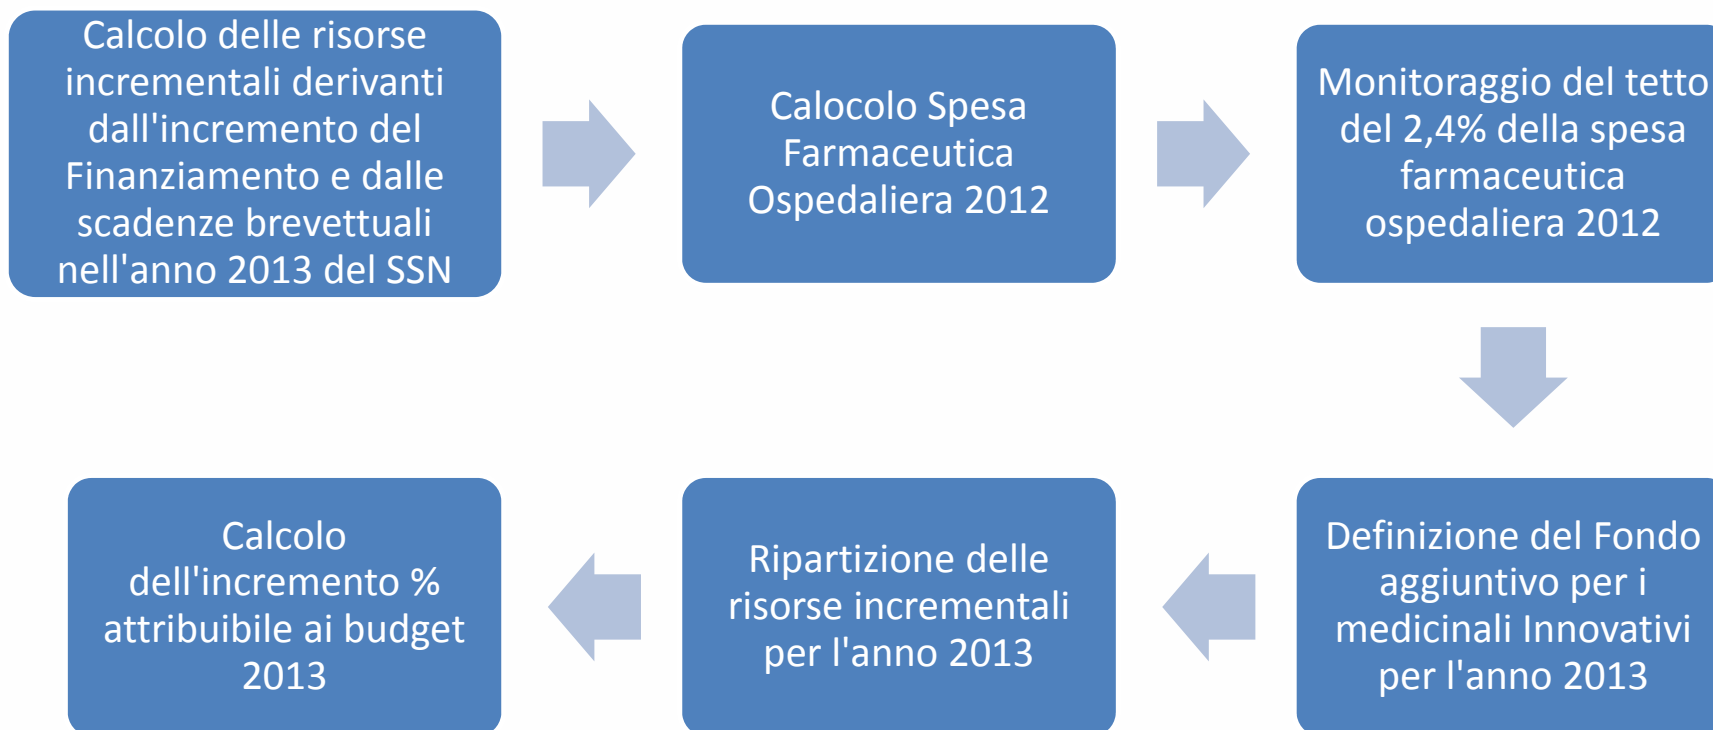 Calcolo delle risorse
incrementali derivanti
dall'incremento del
Finanziamento e dalle
scadenze brevettuali
nell'anno 2013 del SSN
Calocolo Spesa
Farmaceutica
Ospedaliera 2012
Monitoraggio del tetto
del 2,4% della spesa
farmaceutica
ospedaliera 2012
Definizione del Fondo
aggiuntivo per i
medicinali Innovativi
per l'anno 2013
Ripartizione delle
risorse incrementali
per l'anno 2013
Calcolo
dell'incremento %
attribuibile ai budget
2013